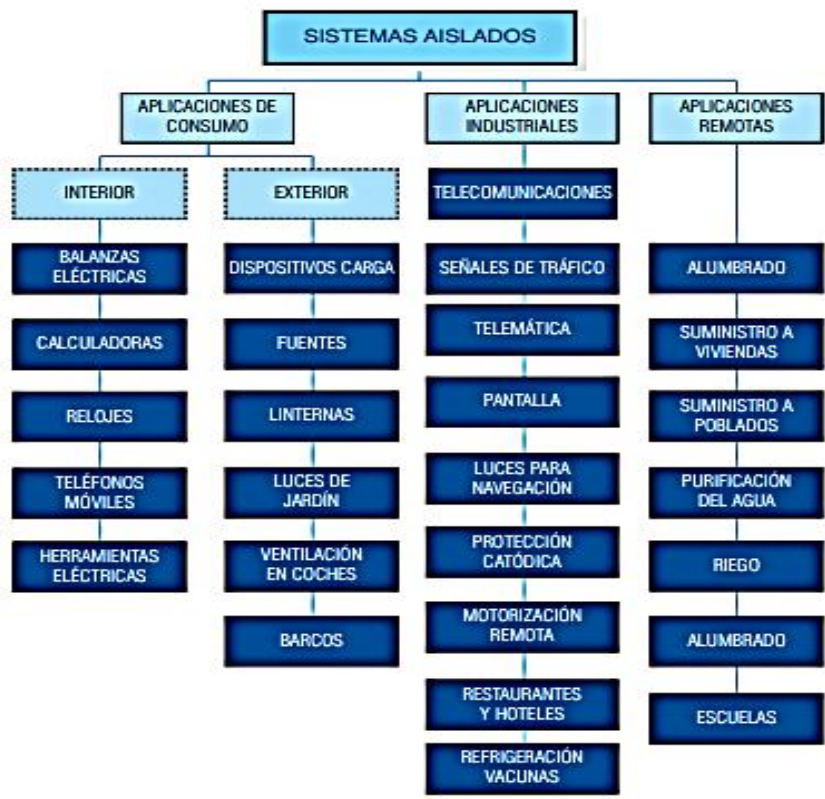 SISTEMAS AISLADOS
APLICACIONES DE
CONSUMO
INTERIOR
BALANZAS
ELÉCTRICAS
CALCULADORAS
RELOJES
TELÉFONOS
MÓVILES
HERRAMIENTAS
ELÉCTRICAS
EXTERIOR
DISPOSITIVOS CARGA
FUENTES
LINTERNAS
LUCES DE
JARDÍN
VENTILACIÓN
EN COCHES
BARCOS
APLICACIONES
INDUSTRIALES
TELECOMUNICACIONES
SEÑALES DE TRÁFICO
TELEMÁTICA
PANTALLA
LUCES PARA
NAVEGACIÓN
PROTECCIÓN
CATÓDICA
MOTORIZACIÓN
REMOTA
RESTAURANTES
Y HOTELES
REFRIGERACIÓN
VACUNAS
APLICACIONES
REMOTAS
ALUMBRADO
SUMINISTRO A
VIVIENDAS
SUMINISTRO A
POBLADOS
PURIFICACIÓN
DEL AGUA
RIEGO
ALUMBRADO
ESCUELAS